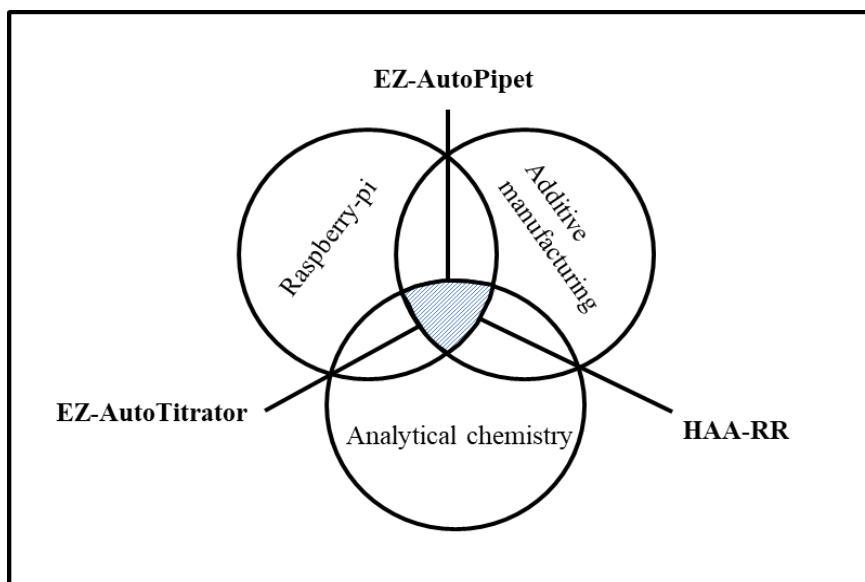 EZ-AutoPipet
Raspberry-pi
Additive
manufacturing
EZ-AutoTitrator
Analytical chemistry
HAA-RR